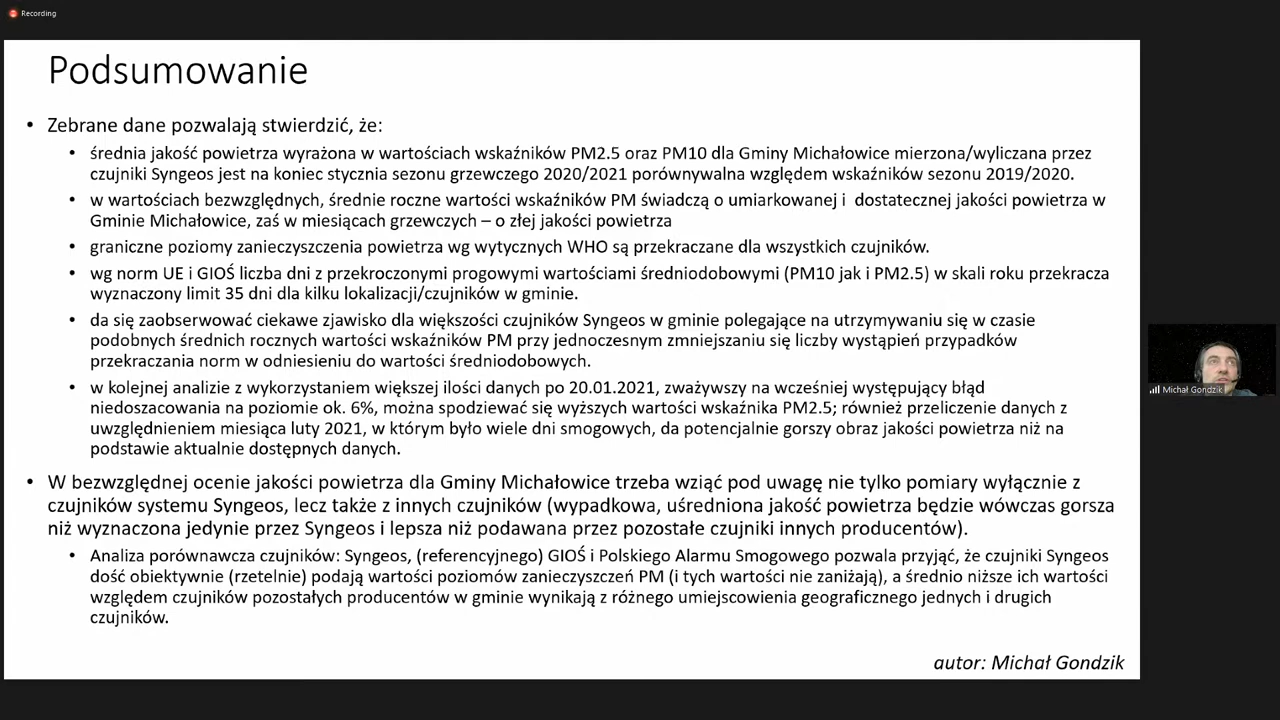 Recording
Podsumowanie
• Zebrane dane pozwalają stwierdzić, że:
• średnia jakość powietrza wyrażona w wartościach wskaźników PM2.5 oraz PM10 dla Gminy Michałowice mierzona/wyliczana przez
czujniki Syngeos jest na koniec stycznia sezonu grzewczego 2020/2021 porównywalna względem wskaźników sezonu 2019/2020.
• w wartościach bezwzględnych, średnie roczne wartości wskaźników PM świadczą o umiarkowanej i  dostatecznej jakości powietrza w
Gminie Michałowice, zaś w miesiącach grzewczych – o złej jakości powietrza
• graniczne poziomy zanieczyszczenia powietrza wg wytycznych WHO są przekraczane dla wszystkich czujników.
• wg norm UE i GIOŚ liczba dni z przekroczonymi progowymi wartościami średniodobowymi (PM10 jak i PM2.5) w skali roku przekracza
wyznaczony limit 35 dni dla kilku lokalizacji/czujników w gminie.
• da się zaobserwować ciekawe zjawisko dla większości czujników Syngeos w gminie polegające na utrzymywaniu się w czasie
podobnych średnich rocznych wartości wskaźników PM przy jednoczesnym zmniejszaniu się liczby wystąpień przypadków
przekraczania norm w odniesieniu do wartości średniodobowych.
• w kolejnej analizie z wykorzystaniem większej ilości danych po 20.01.2021, zważywszy na wcześniej występujący błąd
niedoszacowania na poziomie ok. 6%, można spodziewać się wyższych wartości wskaźnika PM2.5; również przeliczenie danych z
uwzględnieniem miesiąca luty 2021, w którym było wiele dni smogowych, da potencjalnie gorszy obraz jakości powietrza niż na
podstawie aktualnie dostępnych danych.
• W bezwzględnej ocenie jakości powietrza dla Gminy Michałowice trzeba wziąć pod uwagę nie tylko pomiary wyłącznie z
czujników systemu Syngeos, lecz także z innych czujników (wypadkowa, uśredniona jakość powietrza będzie wówczas gorsza
niż wyznaczona jedynie przez Syngeos i lepsza niż podawana przez pozostałe czujniki innych producentów).
• Analiza porównawcza czujników: Syngeos, (referencyjnego) GIOŚ i Polskiego Alarmu Smogowego pozwala przyjąć, że czujniki Syngeos
dość obiektywnie (rzetelnie) podają wartości poziomów zanieczyszczeń PM (i tych wartości nie zaniżają), a średnio niższe ich wartości
względem czujników pozostałych producentów w gminie wynikają z różnego umiejscowienia geograficznego jednych i drugich
czujników.
autor: Michał Gondzik
Michał Gondzik